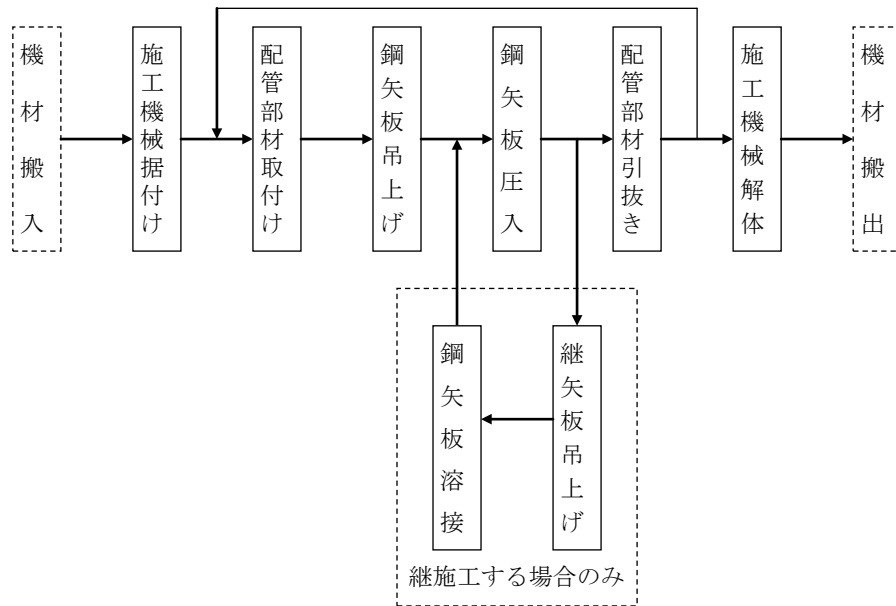 機材搬入
施工機械据付け
配管部材取付け
鋼矢板吊上げ
鋼矢板圧入
配管部材引抜き
施工機械解体
機材搬出
鋼矢板溶接
継矢板吊上げ
継施工する場合のみ